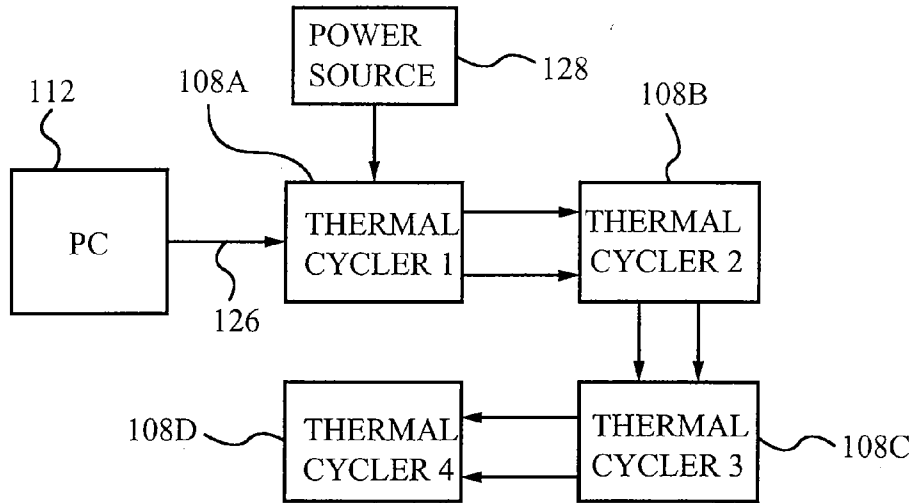 POWER
SOURCE
128
108A
108B
112
PC
THERMAL
CYCLER 1
THERMAL
CYCLER 2
126
108D
THERMAL
CYCLER 4
THERMAL
CYCLER 3
108C